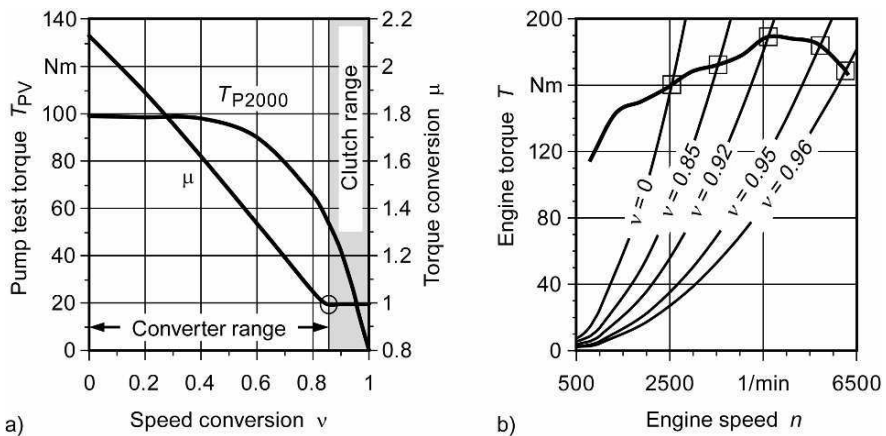 140
Nm
100
80
60
40
20
0
Pump test torque T_PV
T_P2000
μ
Clutch range
Converter range
2.2
2
1.8
1.6
1.4
1.2
1
0.8
Torque conversion μ
0 0.2 0.4 0.6 0.8 1
a) Speed conversion ν
200
Nm
120
80
40
0
Engine torque T
ν = 0
ν = 0.85
ν = 0.92
ν = 0.95
ν = 0.96
500 2500 1/min 6500
b) Engine speed n